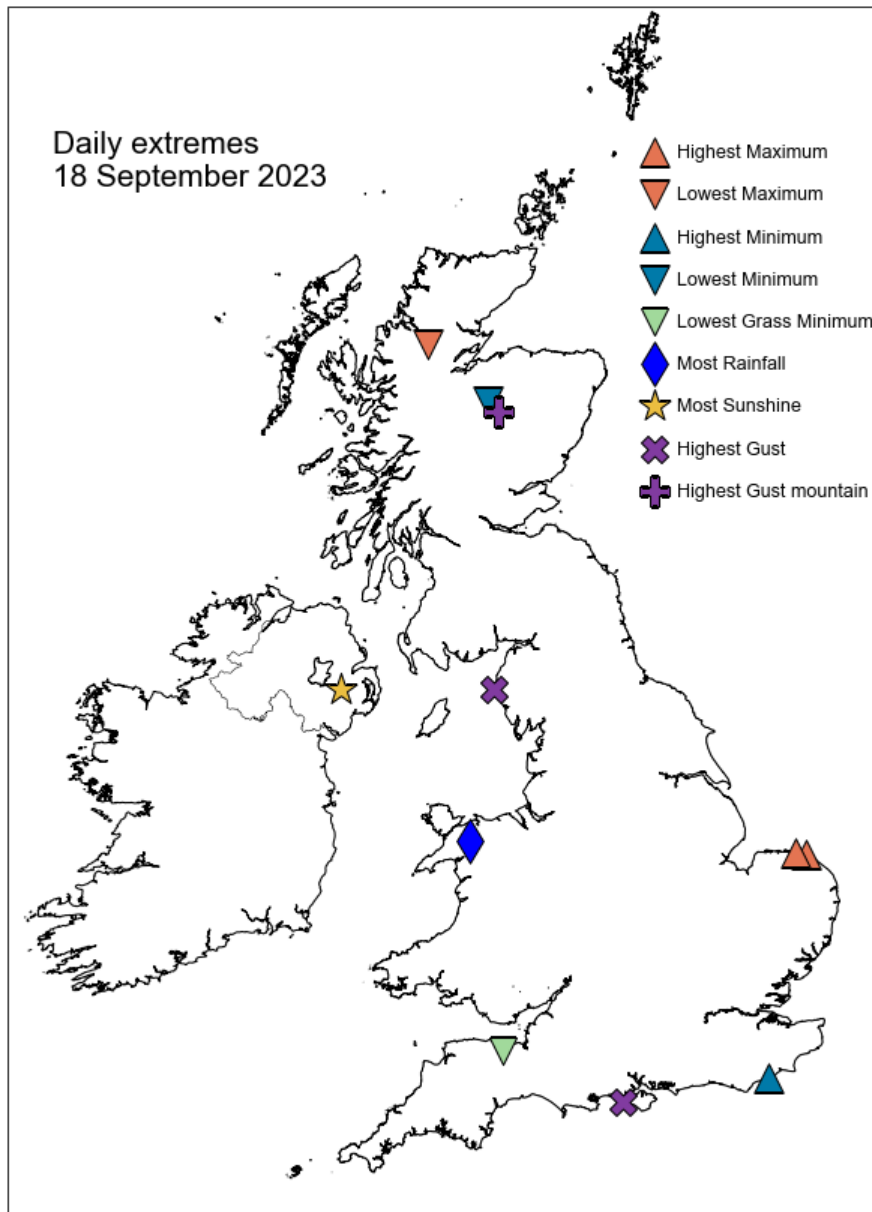 Daily extremes
18 September 2023
Highest Maximum
Lowest Maximum
Highest Minimum
Lowest Minimum
Lowest Grass Minimum
Most Rainfall
Most Sunshine
Highest Gust
Highest Gust mountain